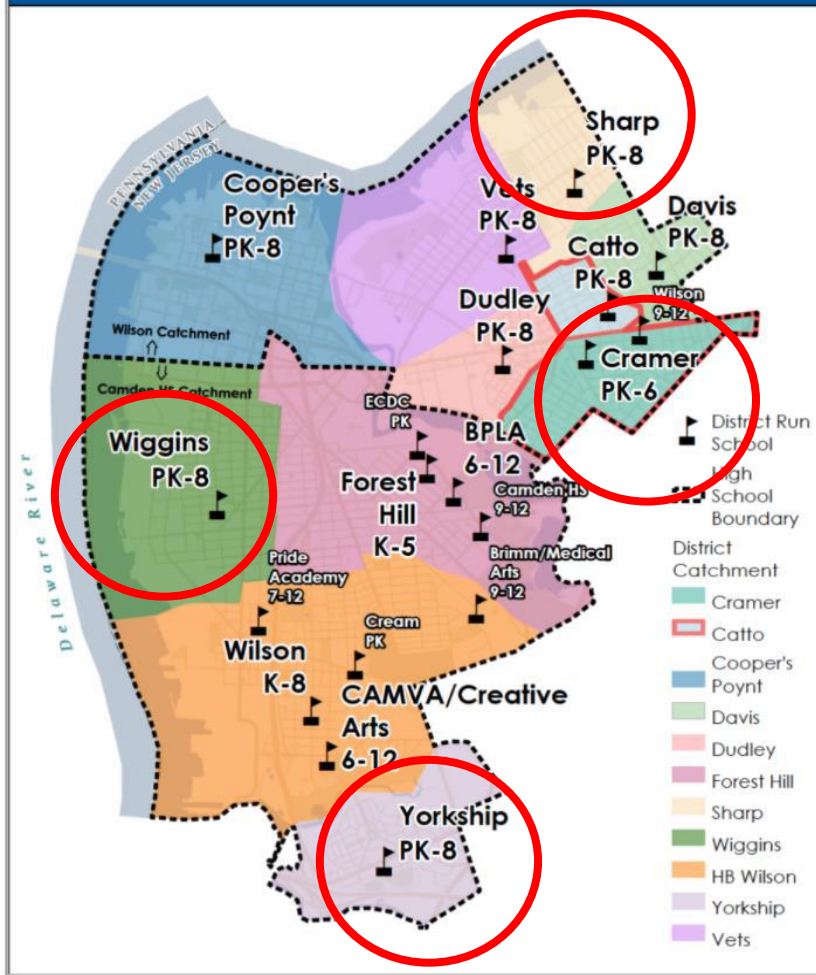 PENNSYLVANIA
NEW JERSEY
Sharp
PK-8
Cooper's
Poynt
PK-8
Vets
PK-8
Davis
PK-8
Catto
PK-8
Wilson
9-12
Dudley
PK-8
Wilson Catchment
Camden HS Catchment
Cramer
PK-6
ECDC
PK
BPLA
6-12
Wiggins
PK-8
Forest
Hill
K-5
Camden HS
9-12
Brimm/Medical
Arts
9-12
Pride
Academy
7-12
Cream
PK
Wilson
K-8
CAMVA/Creative
Arts
6-12
Yorkship
PK-8
Delaware River
District Run
School
High
School
Boundary
District
Catchment
Cramer
Catto
Cooper's
Poynt
Davis
Dudley
Forest Hill
Sharp
Wiggins
HB Wilson
Yorkship
Vets